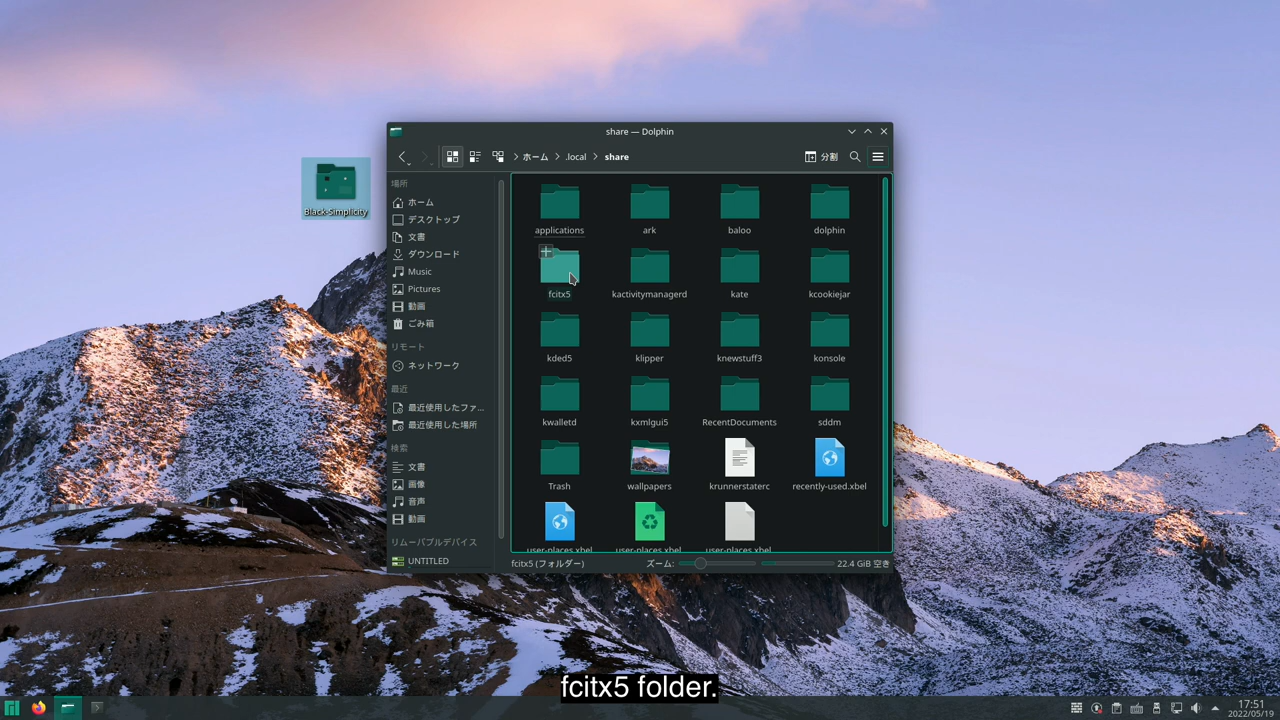 share — Dolphin
ホーム
.local
share
分割
Black-Simplicity
場所
ホーム
デスクトップ
文書
ダウンロード
Music
Pictures
動画
ごみ箱
リモート
ネットワーク
最近
最近使用したファ...
最近使用した場所
検索
文書
画像
音声
動画
リムーバブルデバイス
UNTITLED
applications
ark
baloo
dolphin
fcitx5
kactivitymanagerd
kate
kcookiejar
kded5
klipper
knewstuff3
konsole
kwalletd
kxmlgui5
RecentDocuments
sddm
Trash
wallpapers
krunnerstaterc
recently-used.xbel
user-places.xbel
user-places.xbel
user-places.xbel
fcitx5 (フォルダー)
ズーム:
22.4 GiB 空き
fcitx5 folder.
17:51
2022/05/19